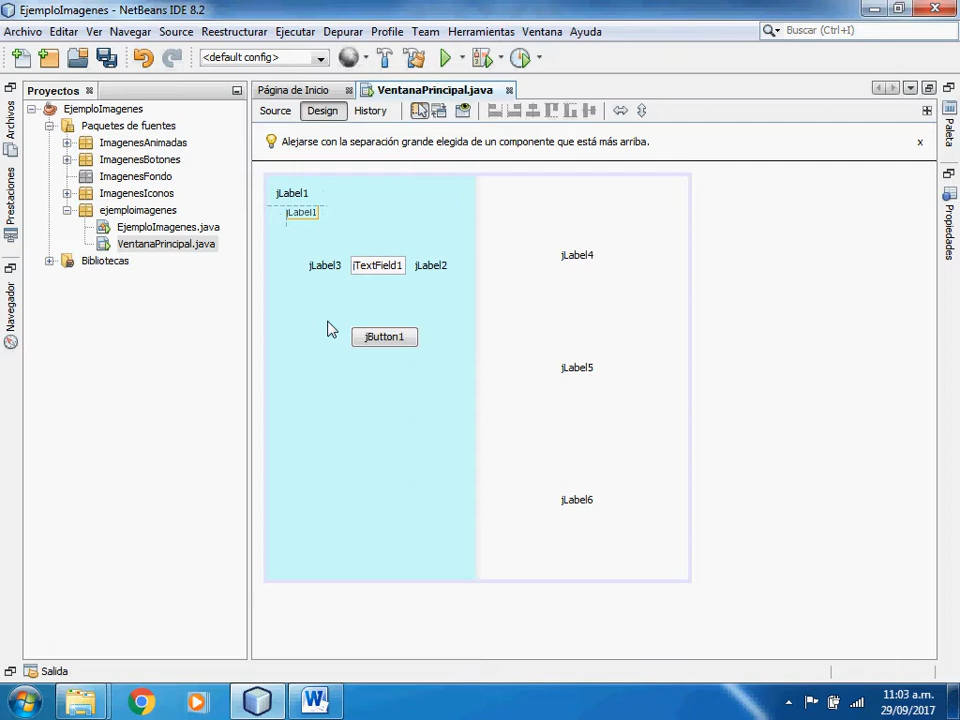 EjemploImagenes - NetBeans IDE 8.2
Archivo Editar Ver Navegar Source Reestructurar Ejecutar Depurar Profile Team Herramientas Ventana Ayuda
Buscar (Ctrl+I)
<default config>
Proyectos
Página de Inicio
VentanaPrincipal.java
Source
Design
History
Alejarse con la separación grande elegida de un componente que está más arriba.
x
EjemploImagenes
Paquetes de fuentes
ImagenesAnimadas
ImagenesBotones
ImagenesFondo
ImagenesIconos
ejemploimagenes
EjemploImagenes.java
VentanaPrincipal.java
Bibliotecas
Archivos
Prestaciones
Navegador
jLabel1
jLabel1
jLabel3
jTextField1
jLabel2
jButton1
jLabel4
jLabel5
jLabel6
Paleta
Propiedades
Salida
11:03 a.m.
29/09/2017